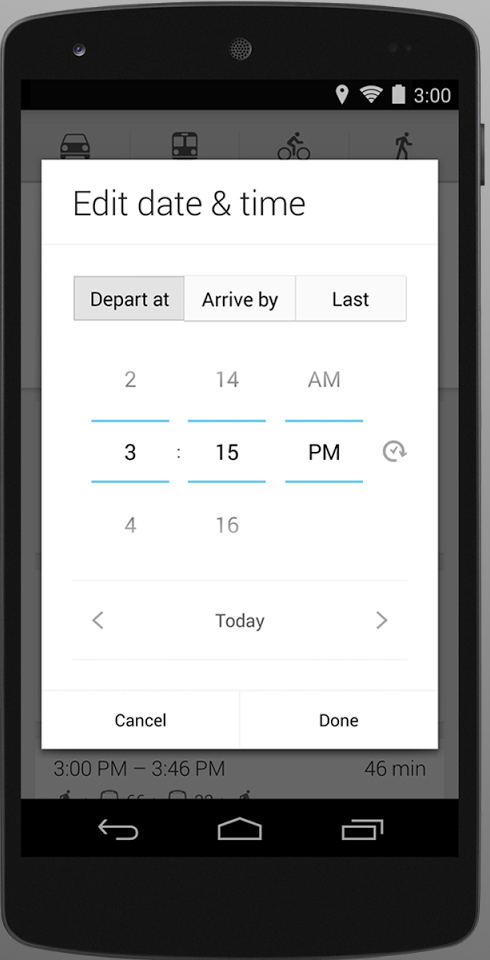 3:00
Edit date & time
Depart at Arrive by Last
2 14 AM
3 : 15 PM
4 16
Today
Cancel Done
3:00 PM – 3:46 PM 46 min